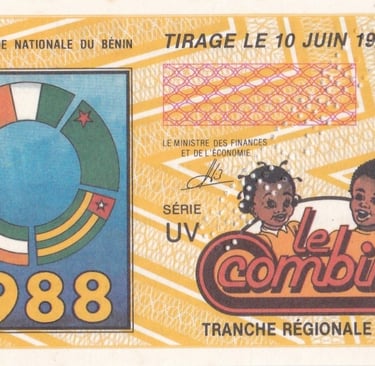 E NATIONALE DU BÉNIN
TIRAGE LE 10 JUIN 19
LE MINISTRE DES FINANCES
ET DE L'ÉCONOMIE,
SÉRIE
UV
le
combi
988
TRANCHE RÉGIONALE